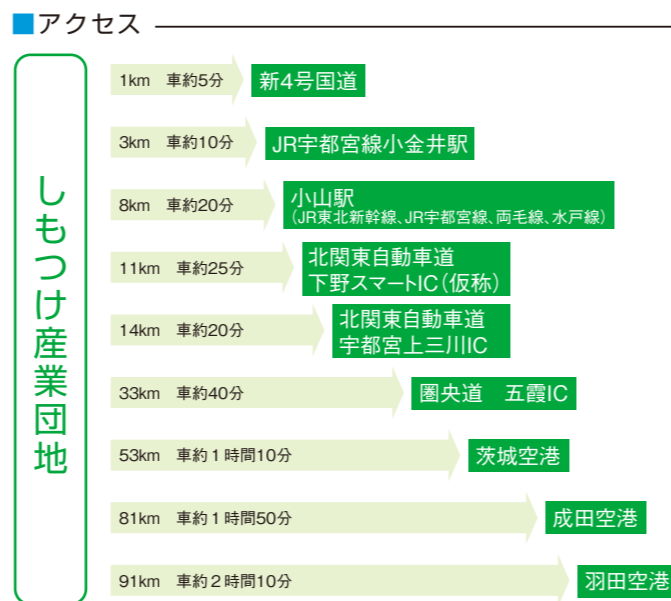 ■アクセス
しもつけ産業団地
1km 車約5分 新4号国道
3km 車約10分 JR宇都宮線小金井駅
8km 車約20分 小山駅
(JR東北新幹線、JR宇都宮線、両毛線、水戸線)
11km 車約25分 北関東自動車道
下野スマートIC(仮称)
14km 車約20分 北関東自動車道
宇都宮上三川IC
33km 車約40分 圏央道 五霞IC
53km 車約1時間10分 茨城空港
81km 車約1時間50分 成田空港
91km 車約2時間10分 羽田空港